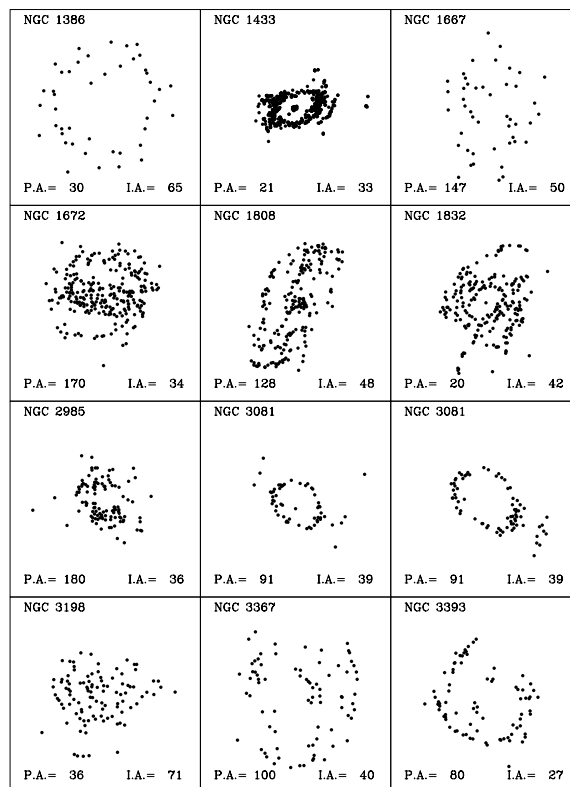 NGC 1386
P.A.= 30 I.A.= 65
NGC 1433
P.A.= 21 I.A.= 33
NGC 1667
P.A.= 147 I.A.= 50
NGC 1672
P.A.= 170 I.A.= 34
NGC 1808
P.A.= 128 I.A.= 48
NGC 1832
P.A.= 20 I.A.= 42
NGC 2985
P.A.= 180 I.A.= 36
NGC 3081
P.A.= 91 I.A.= 39
NGC 3081
P.A.= 91 I.A.= 39
NGC 3198
P.A.= 36 I.A.= 71
NGC 3367
P.A.= 100 I.A.= 40
NGC 3393
P.A.= 80 I.A.= 27